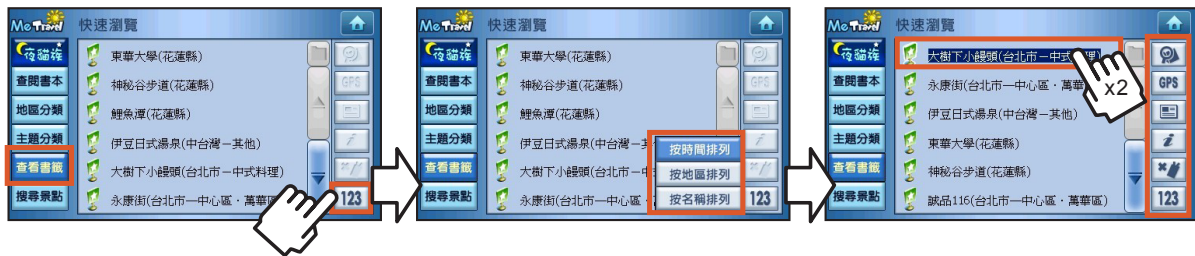 Me Travel 快速瀏覽
夜貓族
查閱書本
地區分類
主題分類
查看書籤
搜尋景點
東華大學(花蓮縣)
神秘谷步道(花蓮縣)
鯉魚潭(花蓮縣)
伊豆日式湯泉(中台灣－其他)
大樹下小饅頭(台北市－中式料理)
永康街(台北市－中心區．萬華區
GPS
i
123
Me Travel 快速瀏覽
夜貓族
查閱書本
地區分類
主題分類
查看書籤
搜尋景點
東華大學(花蓮縣)
神秘谷步道(花蓮縣)
鯉魚潭(花蓮縣)
伊豆日式湯泉(中台灣－其
大樹下小饅頭(台北市－
永康街(台北市－中心區
按時間排列
按地區排列
按名稱排列
GPS
i
123
Me Travel 快速瀏覽
夜貓族
查閱書本
地區分類
主題分類
查看書籤
搜尋景點
大樹下小饅頭(台北市－中式 理)
永康街(台北市－中心區．萬華
伊豆日式湯泉(中台灣－其他)
東華大學(花蓮縣)
神秘谷步道(花蓮縣)
誠品116(台北市－中心區．萬華區)
x2
GPS
i
123